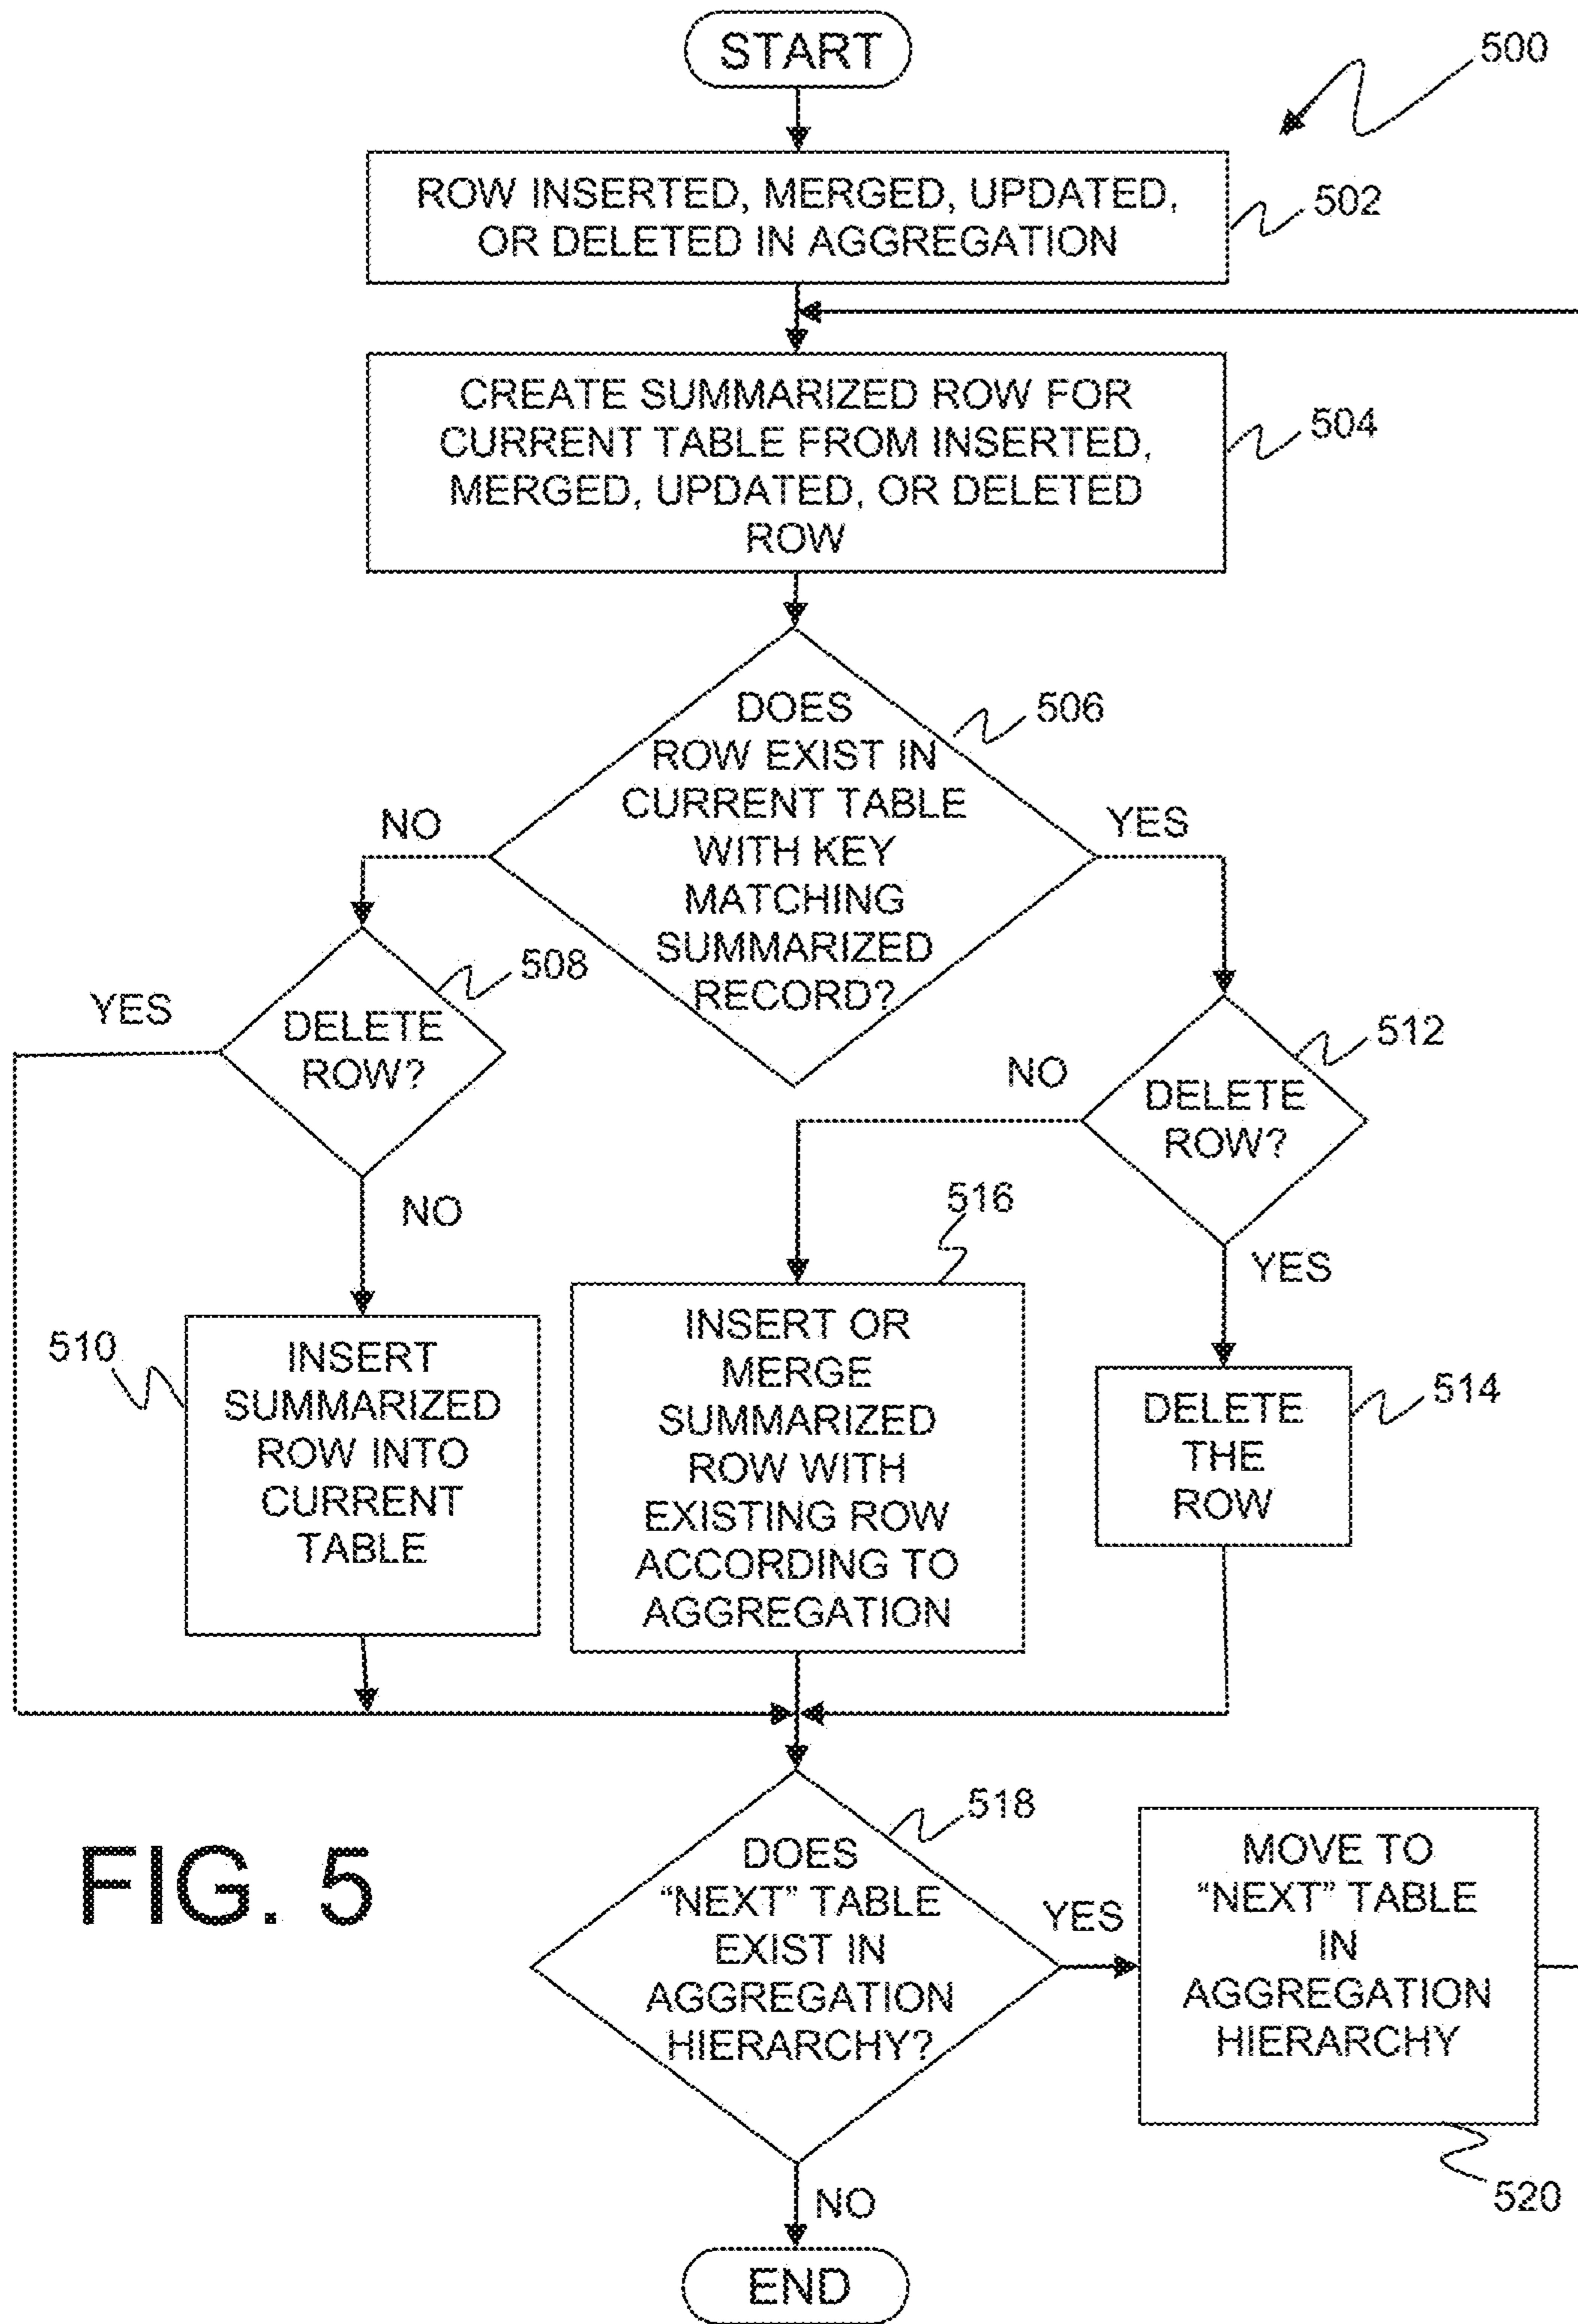 START
500
ROW INSERTED, MERGED, UPDATED,
OR DELETED IN AGGREGATION
502
CREATE SUMMARIZED ROW FOR
CURRENT TABLE FROM INSERTED,
MERGED, UPDATED, OR DELETED
ROW
504
DOES
ROW EXIST IN
CURRENT TABLE
WITH KEY
MATCHING
SUMMARIZED
RECORD?
506
NO
YES
DELETE
ROW?
508
YES
NO
DELETE
ROW?
512
NO
YES
510
INSERT
SUMMARIZED
ROW INTO
CURRENT
TABLE
516
INSERT OR
MERGE
SUMMARIZED
ROW WITH
EXISTING ROW
ACCORDING TO
AGGREGATION
DELETE
THE
ROW
514
FIG. 5
DOES
“NEXT” TABLE
EXIST IN
AGGREGATION
HIERARCHY?
518
YES
MOVE TO
“NEXT” TABLE
IN
AGGREGATION
HIERARCHY
520
NO
END